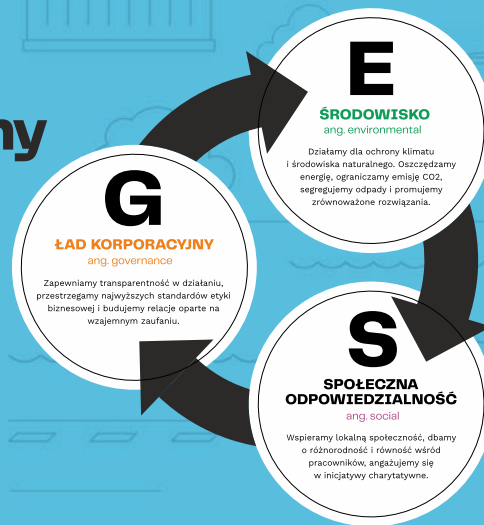 ny
E
ŚRODOWISKO
ang. environmental
Działamy dla ochrony klimatu
i środowiska naturalnego. Oszczędzamy
energię, ograniczamy emisję CO2,
segregujemy odpady i promujemy
zrównoważone rozwiązania.
G
ŁAD KORPORACYJNY
ang. governance
Zapewniamy transparentność w działaniu,
przestrzegamy najwyższych standardów etyki
biznesowej i budujemy relacje oparte na
wzajemnym zaufaniu.
S
SPOŁECZNA
ODPOWIEDZIALNOŚĆ
ang. social
Wspieramy lokalną społeczność, dbamy
o różnorodność i równość wśród
pracowników, angażujemy się
w inicjatywy charytatywne.